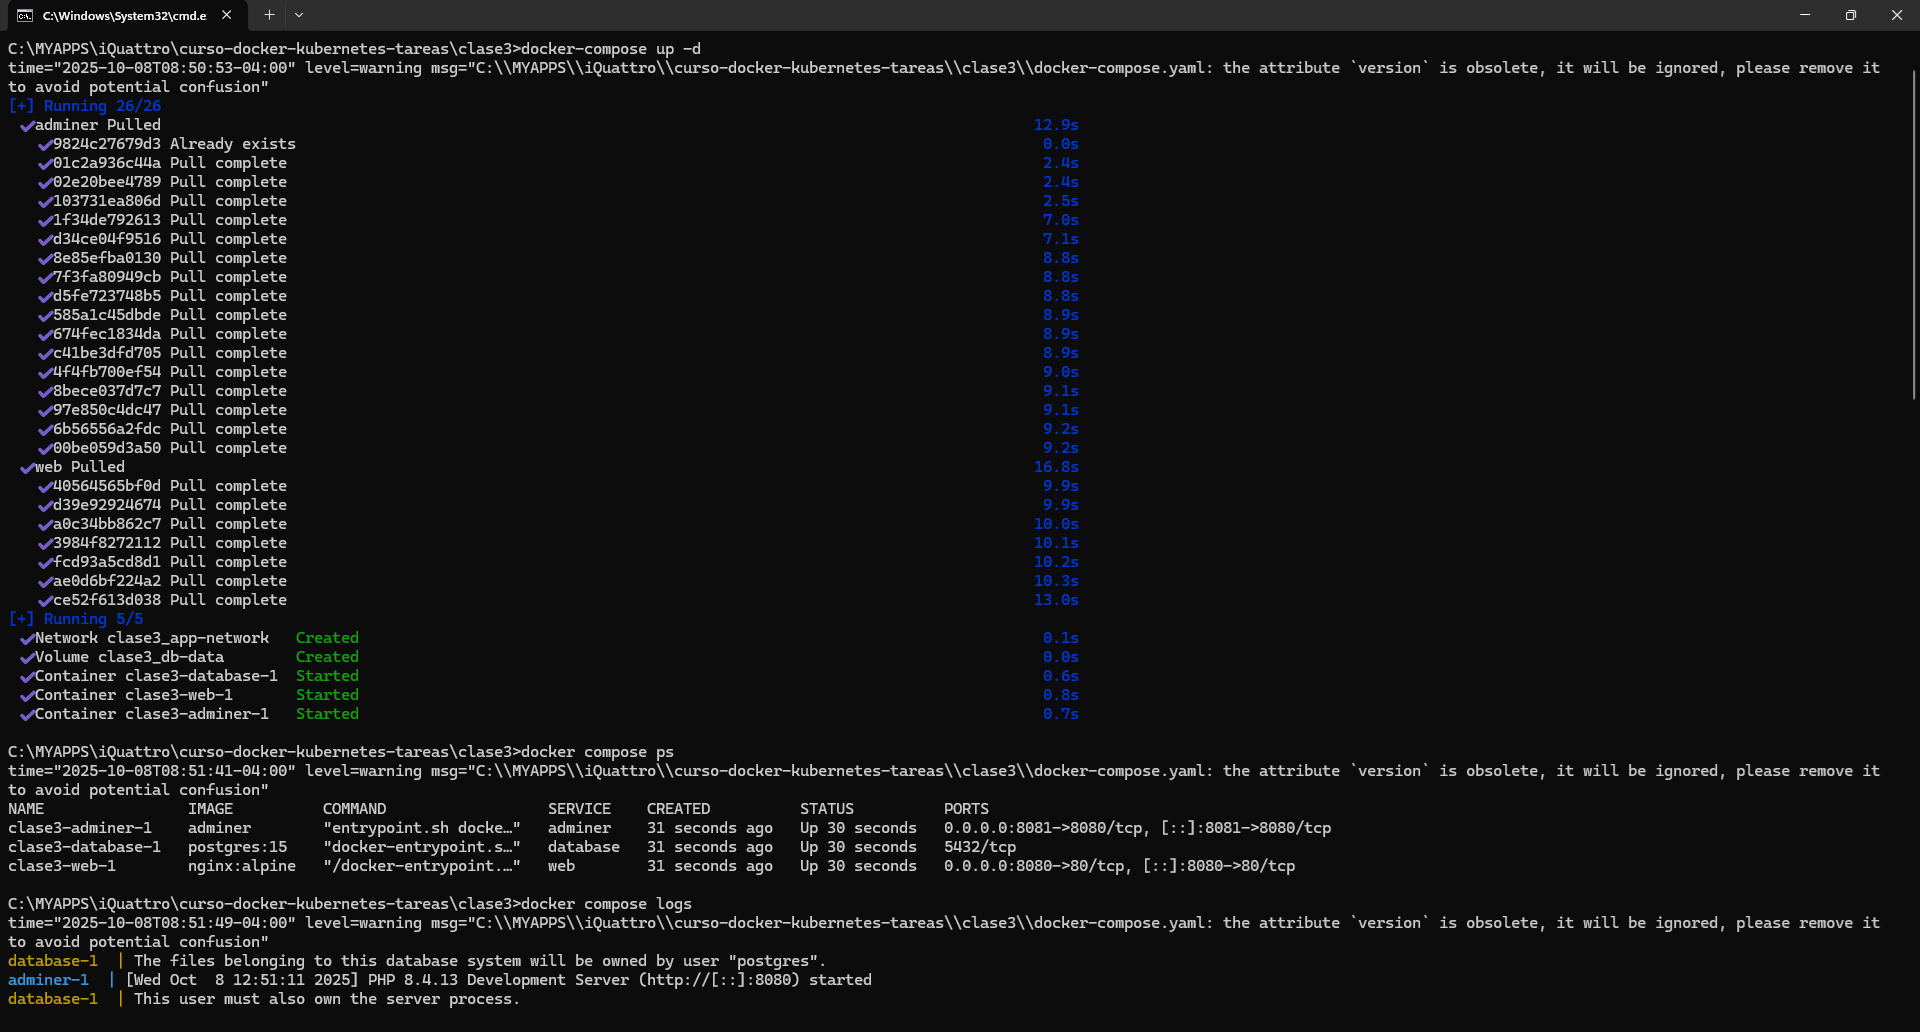 C:\Windows\System32\cmd.e
C:\MYAPPS\iQuattro\curso-docker-kubernetes-tareas\clase3>docker-compose up -d
time="2025-10-08T08:50:53-04:00" level=warning msg="C:\\MYAPPS\\iQuattro\\curso-docker-kubernetes-tareas\\clase3\\docker-compose.yaml: the attribute `version` is obsolete, it will be ignored, please remove it
to avoid potential confusion"
[+] Running 26/26
✔adminer Pulled 12.9s
✔9824c27679d3 Already exists 0.0s
✔01c2a936c44a Pull complete 2.4s
✔02e20bee4789 Pull complete 2.4s
✔103731ea806d Pull complete 2.5s
✔1f34de792613 Pull complete 7.0s
✔d34ce04f9516 Pull complete 7.1s
✔8e85efba0130 Pull complete 8.8s
✔7f3fa80949cb Pull complete 8.8s
✔d5fe723748b5 Pull complete 8.8s
✔585a1c45dbde Pull complete 8.9s
✔674fec1834da Pull complete 8.9s
✔c41be3dfd705 Pull complete 8.9s
✔4f4fb700ef54 Pull complete 9.0s
✔8bece037d7c7 Pull complete 9.1s
✔97e850c4dc47 Pull complete 9.1s
✔6b56556a2fdc Pull complete 9.2s
✔00be059d3a50 Pull complete 9.2s
✔web Pulled 16.8s
✔40564565bf0d Pull complete 9.9s
✔d39e92924674 Pull complete 9.9s
✔a0c34bb862c7 Pull complete 10.0s
✔3984f8272112 Pull complete 10.1s
✔fcd93a5cd8d1 Pull complete 10.2s
✔ae0d6bf224a2 Pull complete 10.3s
✔ce52f613d038 Pull complete 13.0s
[+] Running 5/5
✔Network clase3_app-network Created 0.1s
✔Volume clase3_db-data Created 0.0s
✔Container clase3-database-1 Started 0.6s
✔Container clase3-web-1 Started 0.8s
✔Container clase3-adminer-1 Started 0.7s
C:\MYAPPS\iQuattro\curso-docker-kubernetes-tareas\clase3>docker compose ps
time="2025-10-08T08:51:41-04:00" level=warning msg="C:\\MYAPPS\\iQuattro\\curso-docker-kubernetes-tareas\\clase3\\docker-compose.yaml: the attribute `version` is obsolete, it will be ignored, please remove it
to avoid potential confusion"
NAME IMAGE COMMAND SERVICE CREATED STATUS PORTS
clase3-adminer-1 adminer "entrypoint.sh docke…" adminer 31 seconds ago Up 30 seconds 0.0.0.0:8081->8080/tcp, [::]:8081->8080/tcp
clase3-database-1 postgres:15 "docker-entrypoint.s…" database 31 seconds ago Up 30 seconds 5432/tcp
clase3-web-1 nginx:alpine "/docker-entrypoint.…" web 31 seconds ago Up 30 seconds 0.0.0.0:8080->80/tcp, [::]:8080->80/tcp
C:\MYAPPS\iQuattro\curso-docker-kubernetes-tareas\clase3>docker compose logs
time="2025-10-08T08:51:49-04:00" level=warning msg="C:\\MYAPPS\\iQuattro\\curso-docker-kubernetes-tareas\\clase3\\docker-compose.yaml: the attribute `version` is obsolete, it will be ignored, please remove it
to avoid potential confusion"
database-1 | The files belonging to this database system will be owned by user "postgres".
adminer-1 | [Wed Oct  8 12:51:11 2025] PHP 8.4.13 Development Server (http://[::]:8080) started
database-1 | This user must also own the server process.